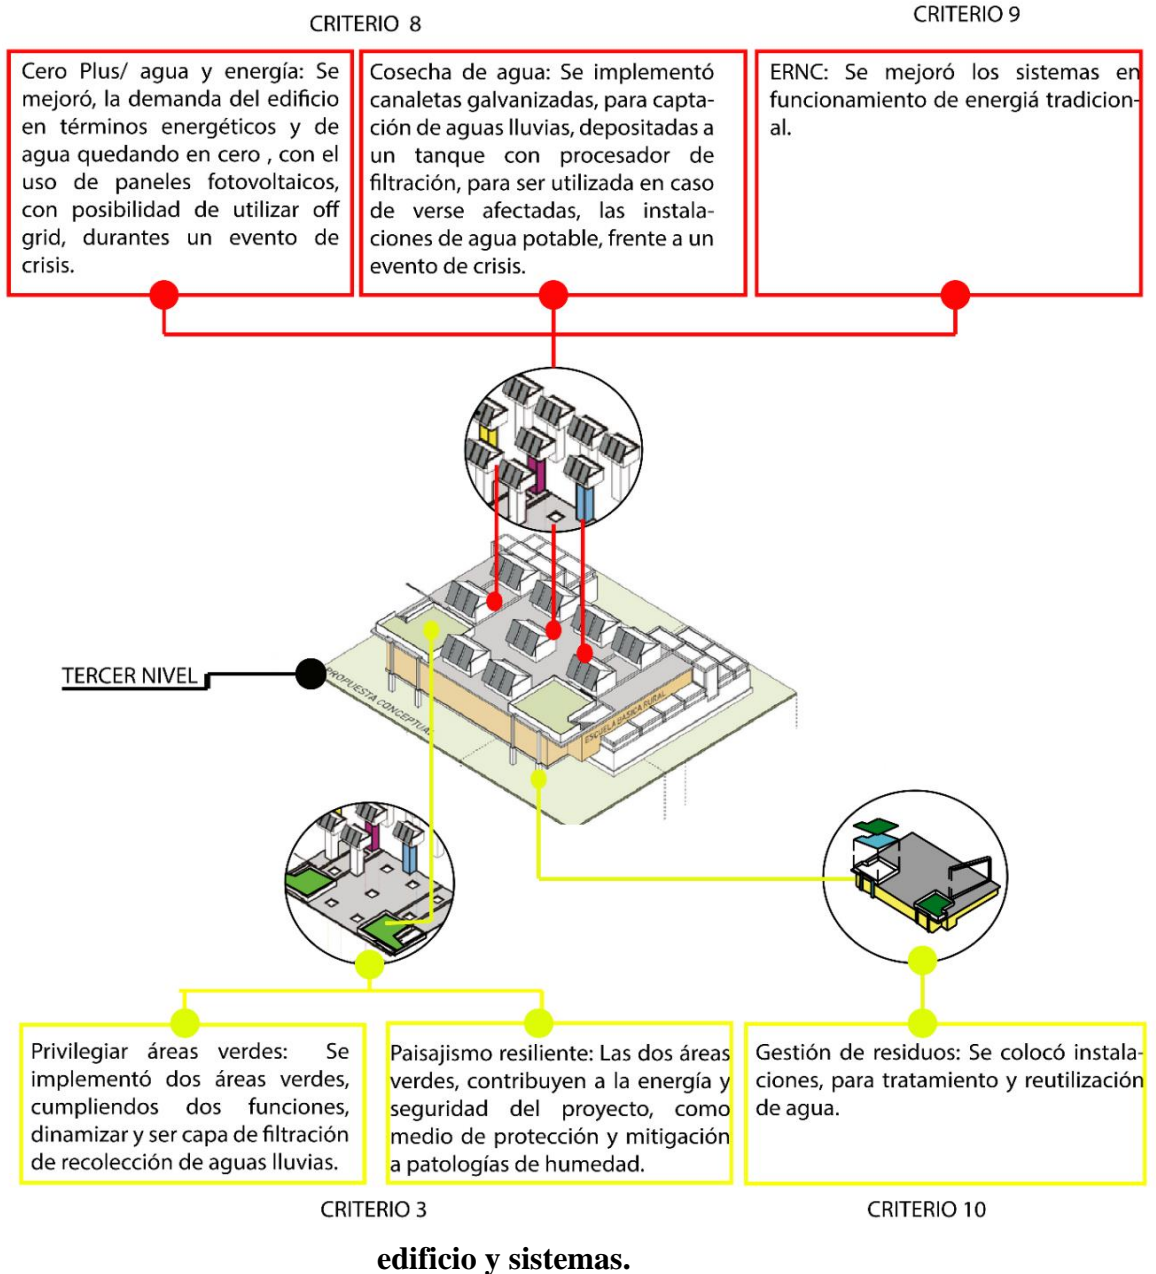 CRITERIO 8
CRITERIO 9
Cero Plus/ agua y energía: Se
mejoró, la demanda del edificio
en términos energéticos y de
agua quedando en cero , con el
uso de paneles fotovoltaicos,
con posibilidad de utilizar off
grid, durantes un evento de
crisis.
Cosecha de agua: Se implementó
canaletas galvanizadas, para capta-
ción de aguas lluvias, depositadas a
un tanque con procesador de
filtración, para ser utilizada en caso
de verse afectadas, las instala-
ciones de agua potable, frente a un
evento de crisis.
ERNC: Se mejoró los sistemas en
funcionamiento de energiá tradicion-
al.
TERCER NIVEL
PROPUESTA CONCEPTUAL
ESCUELA BASICA RURAL
Privilegiar áreas verdes: Se
implementó dos áreas verdes,
cumpliendos dos funciones,
dinamizar y ser capa de filtración
de recolección de aguas lluvias.
Paisajismo resiliente: Las dos áreas
verdes, contribuyen a la energía y
seguridad del proyecto, como
medio de protección y mitigación
a patologías de humedad.
Gestión de residuos: Se colocó instala-
ciones, para tratamiento y reutilización
de agua.
CRITERIO 3
CRITERIO 10
edificio y sistemas.